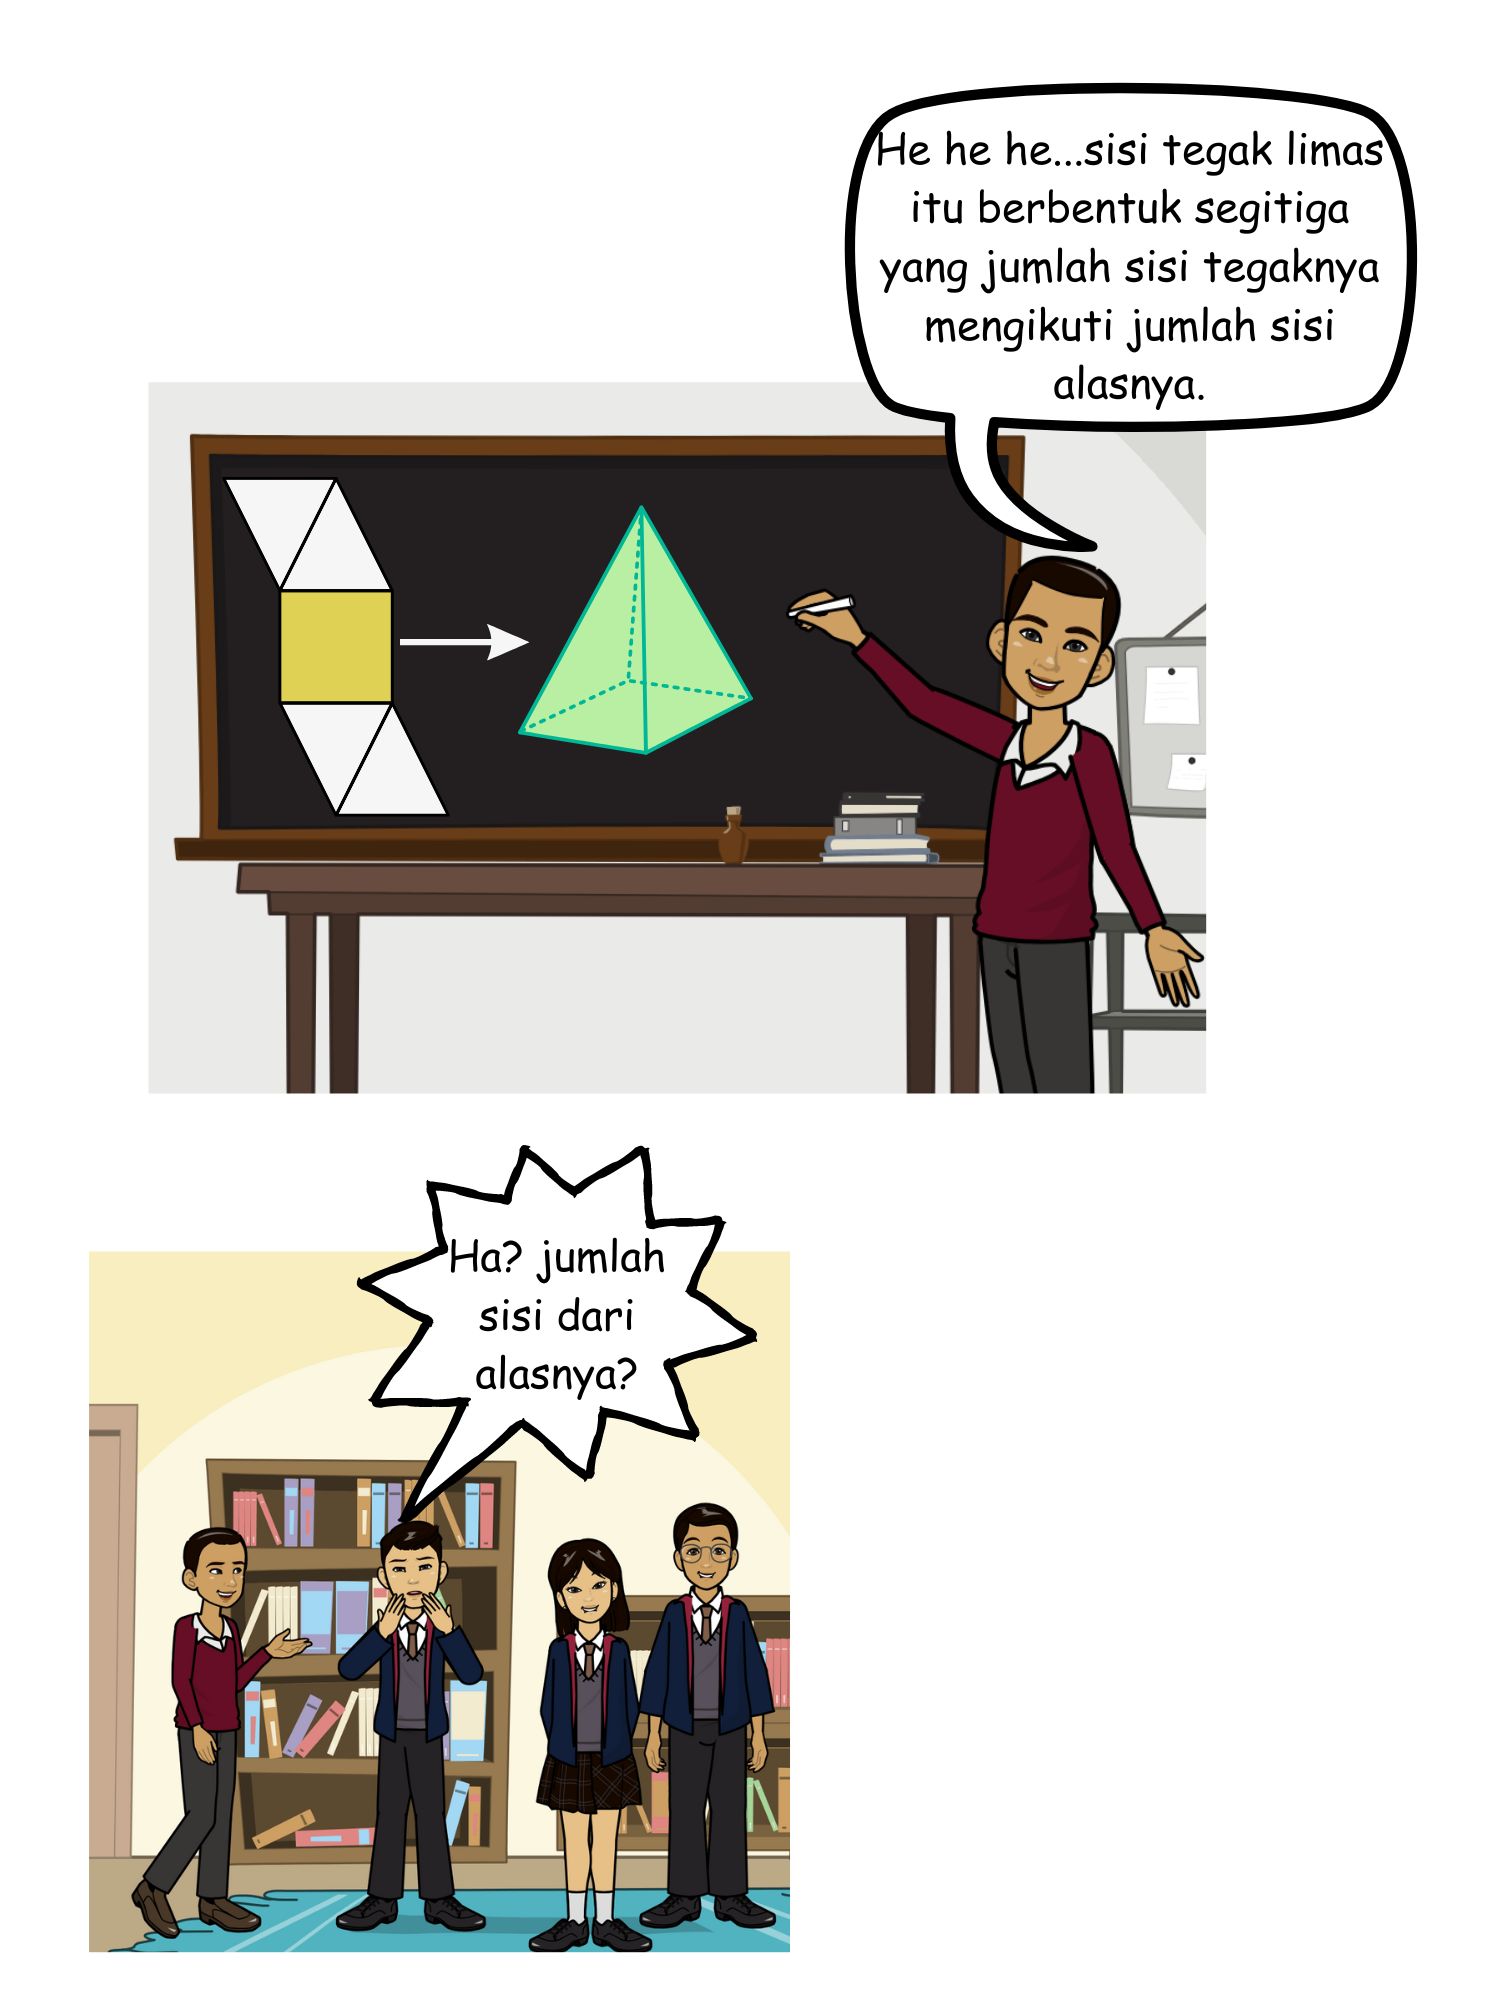 He he he...sisi tegak limas
itu berbentuk segitiga
yang jumlah sisi tegaknya
mengikuti jumlah sisi
alasnya.
Ha? jumlah
sisi dari
alasnya?